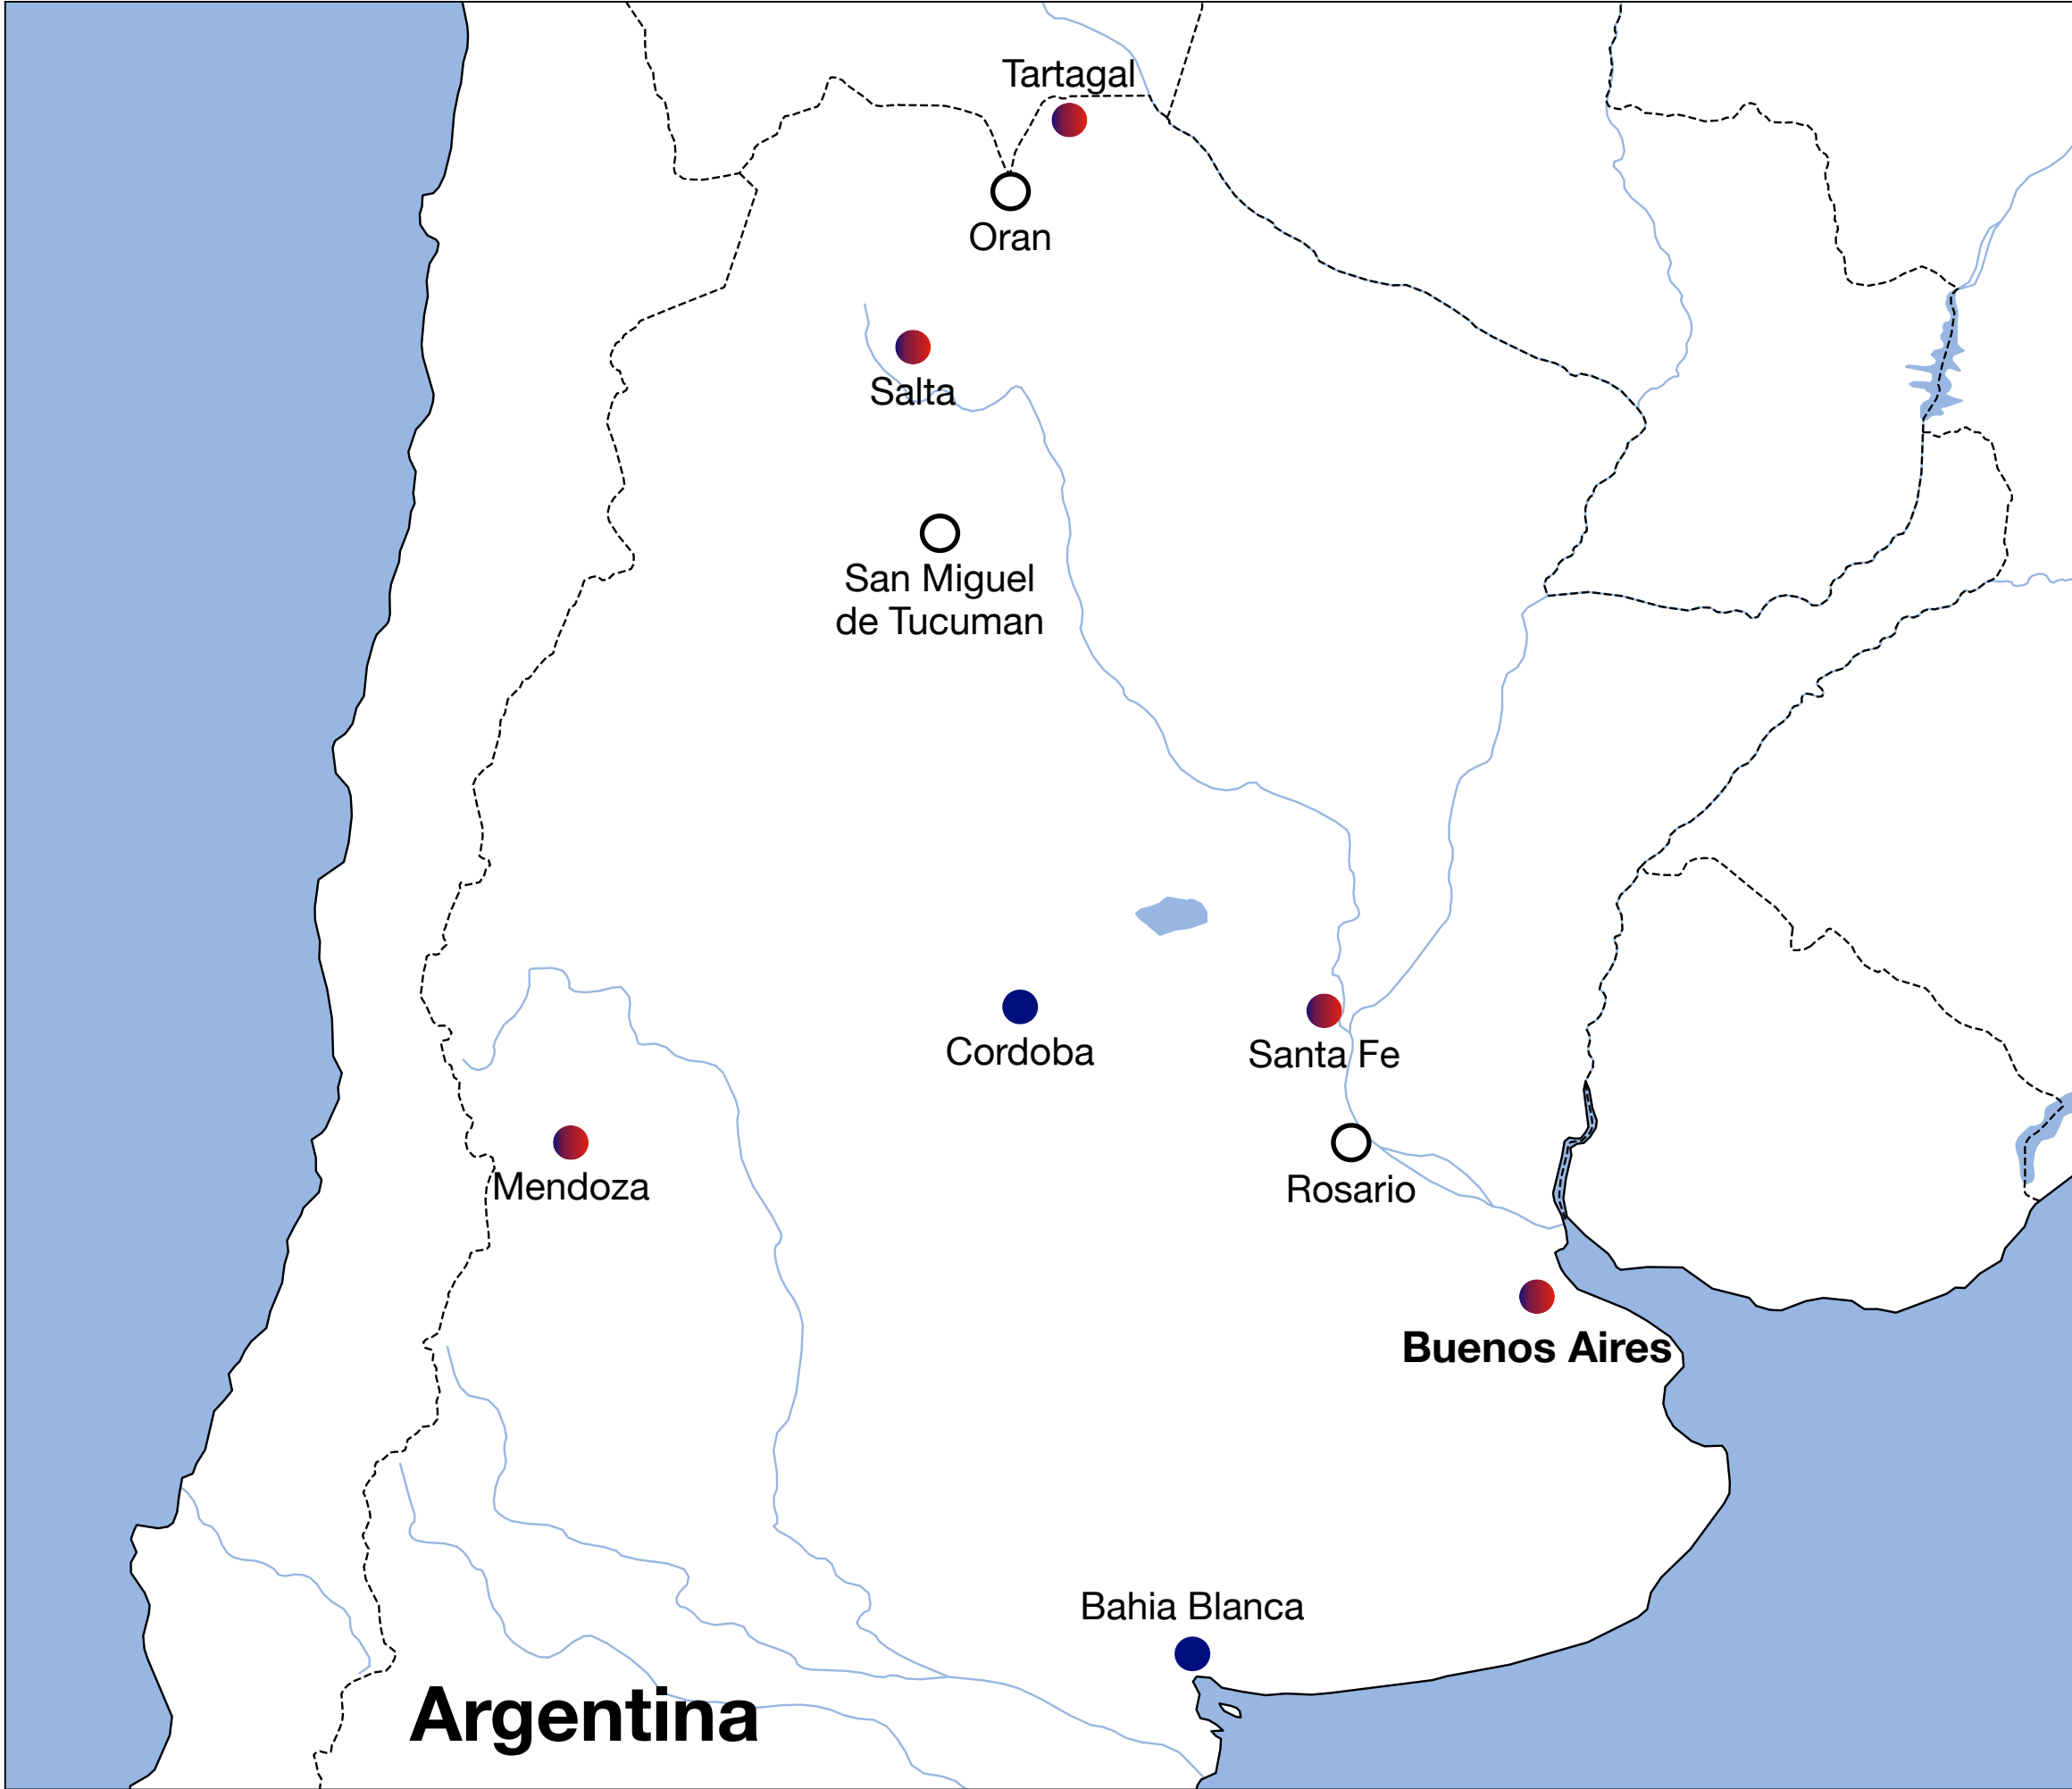 Tartagal
Oran
Salta
San Miguel
de Tucuman
Cordoba
Santa Fe
Mendoza
Rosario
Buenos Aires
Bahia Blanca
Argentina